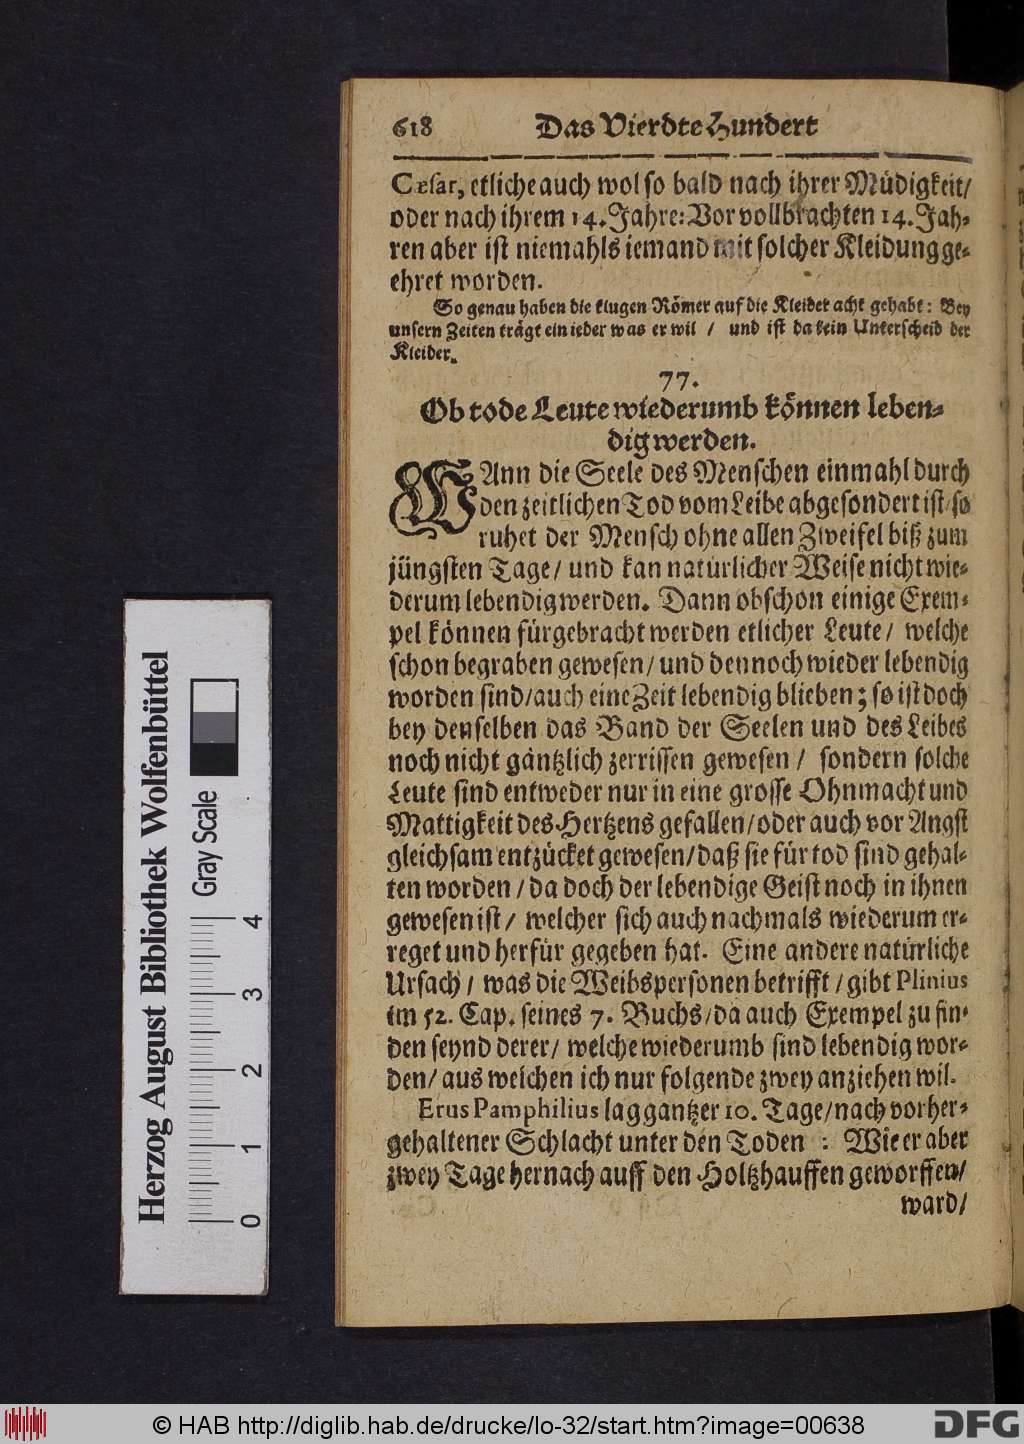 618 Das Vierdte Hundert
Cæsar, etliche auch wol so bald nach ihrer Müdigkeit/
oder nach ihrem 14. Jahre: Vor vollbrachten 14. Jah-
ren aber ist niemahls iemand mit solcher Kleidung ge-
ehret worden.
So genau haben die klugen Römer auf die Kleider acht gehabt: Bey
unsern Zeiten trägt ein ieder was er wil / und ist da kein Unterscheid der
Kleider.
77.
Ob tode Leute wiederumb können leben-
dig werden.
WAnn die Seele des Menschen einmahl durch
den zeitlichen Tod vom Leibe abgesondert ist/ so
ruhet der Mensch ohne allen Zweifel biß zum
jüngsten Tage/ und kan natürlicher Weise nicht wie-
derum lebendig werden. Dann obschon einige Exem-
pel können fürgebracht werden etlicher Leute/ welche
schon begraben gewesen/ und dennoch wieder lebendig
worden sind/ auch eine Zeit lebendig blieben; so ist doch
bey denselben das Band der Seelen und des Leibes
noch nicht gäntzlich zerrissen gewesen/ sondern solche
Leute sind entweder nur in eine grosse Ohnmacht und
Mattigkeit des Hertzens gefallen/ oder auch vor Angst
gleichsam entzücket gewesen/ daß sie für tod sind gehal-
ten worden/ da doch der lebendige Geist noch in ihnen
gewesen ist/ welcher sich auch nachmals wiederum er-
reget und herfür gegeben hat. Eine andere natürliche
Ursach/ was die Weibspersonen betrifft/ gibt Plinius
im 52. Cap. seines 7. Buchs/ da auch Exempel zu fin-
den seynd derer/ welche wiederumb sind lebendig wor-
den/ aus welchen ich nur folgende zwey anziehen wil.
Erus Pamphilius lag gantzer 10. Tage/ nach vorher-
gehaltener Schlacht unter den Toden : Wie er aber
zwey Tage hernach auff den Holtzhauffen geworffen/
ward/
Herzog August Bibliothek Wolfenbüttel
Gray Scale
0 1 2 3 4
© HAB http://diglib.hab.de/drucke/lo-32/start.htm?image=00638
DFG